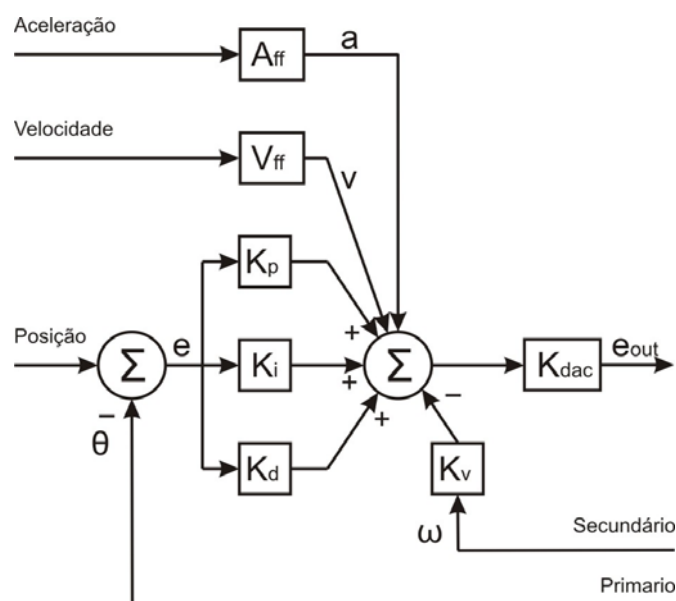 Aceleração
Aff
a
Velocidade
Vff
v
Kp
+
Posição
Σ
e
Ki
+
Σ
Kdac
eout
−
θ
Kd
+
−
Kv
ω
Secundário
Primario